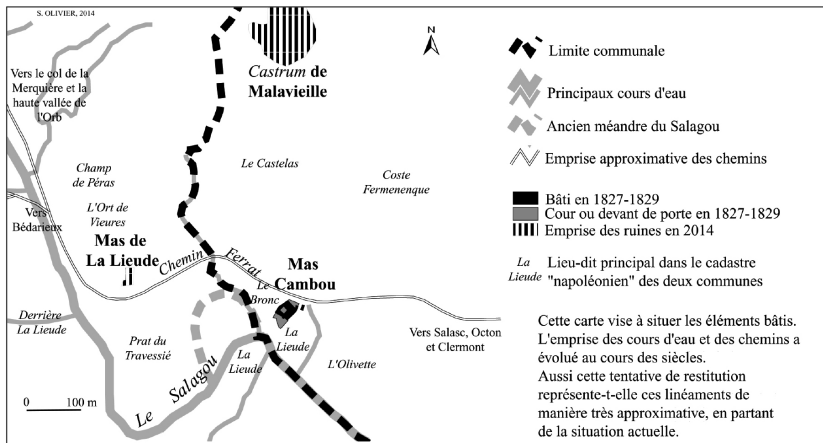 S. OLIVIER, 2014
Vers le col de la
Merquière et la
haute vallée de
l'Orb
Castrum de
Malavieille
N
Champ
de Péras
Le Castelas
Coste
Fermenenque
L'Ort de
Vieures
Vers
Bédarieux
Mas de
La Lieude
Chemin Ferrat
Mas
Cambou
Le
Bronc
La
Lieude
Derrière
La Lieude
Prat du
Travessié
La
Lieude
L'Olivette
Vers Salasc, Octon
et Clermont
Le Salagou
0 100 m
Limite communale
Principaux cours d'eau
Ancien méandre du Salagou
Emprise approximative des chemins
Bâti en 1827-1829
Cour ou devant de porte en 1827-1829
Emprise des ruines en 2014
La
Lieude
Lieu-dit principal dans le cadastre
"napoléonien" des deux communes
Cette carte vise à situer les éléments bâtis.
L'emprise des cours d'eau et des chemins a
évolué au cours des siècles.
Aussi cette tentative de restitution
représente-t-elle ces linéaments de
manière très approximative, en partant
de la situation actuelle.